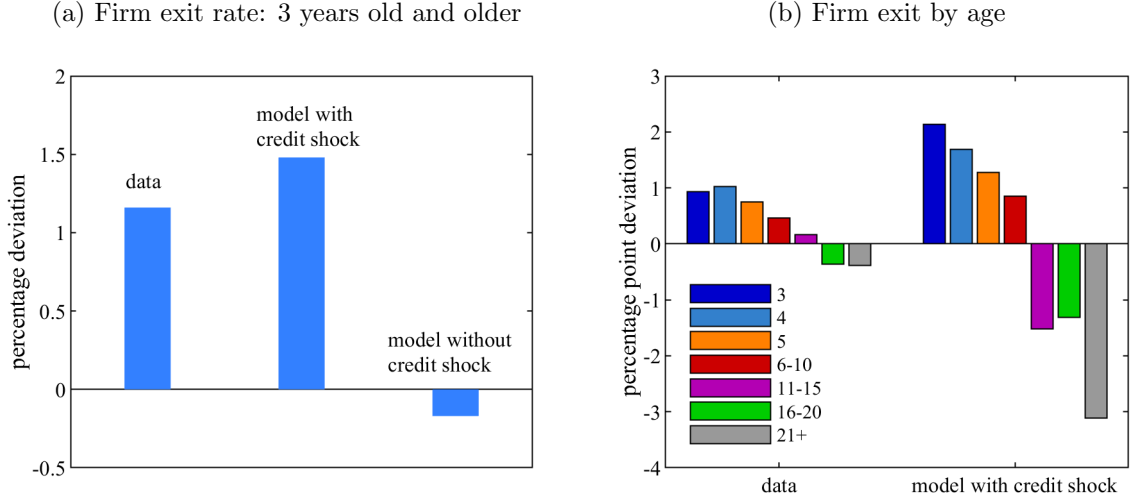 (a) Firm exit rate: 3 years old and older
percentage deviation
2
1.5
1
0.5
0
-0.5
data
model with
credit shock
model without
credit shock
(b) Firm exit by age
percentage point deviation
3
2
1
0
-1
-2
-3
-4
3
4
5
6-10
11-15
16-20
21+
data
model with credit shock